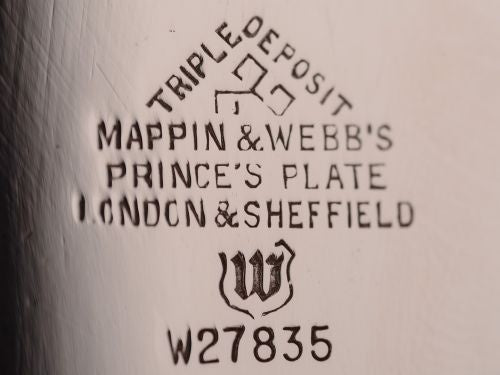 TRIPLE DEPOSIT
MAPPIN & WEBB'S
PRINCE'S PLATE
LONDON & SHEFFIELD
W
W27835